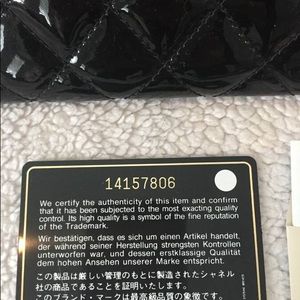 14157806
We certify the authenticity of this item and confirm
that it has been subjected to the most exacting quality
control. Its high quality is a symbol of the fine reputation
of the Trademark.
Wir bestätigen, dass es sich um einen Artikel handelt,
der während seiner Herstellung strengsten Kontrollen
unterworfen war, und dessen erstklassige Qualität
dem hohen Ansehen unserer Marke entspricht.
この製品は厳しい管理のもとに製造されたシャネル
社の商品であることを証明いたします。
このブランド・マークは最高級品質の象徴です。